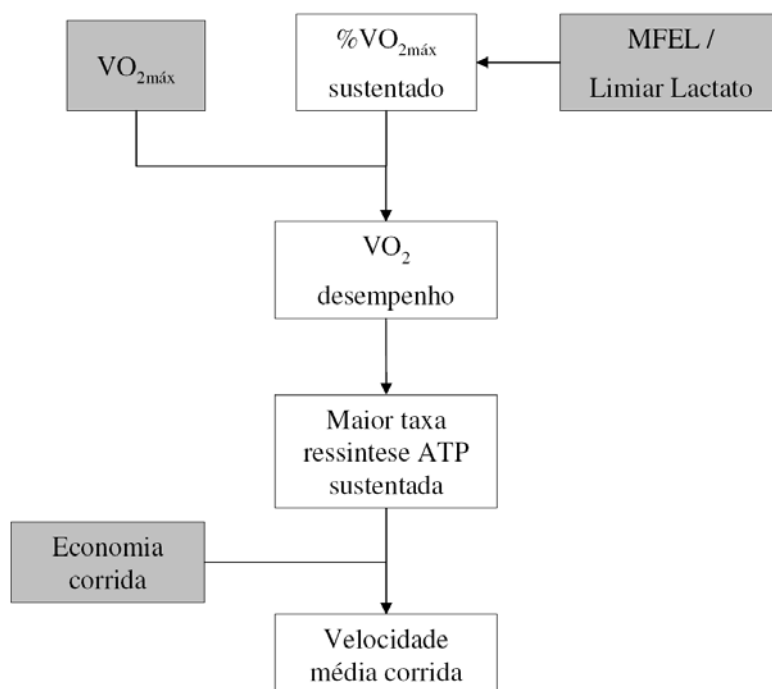 VO₂máx
%VO₂máx
sustentado
MFEL /
Limiar Lactato
VO₂
desempenho
Maior taxa
ressintese ATP
sustentada
Economia
corrida
Velocidade
média corrida